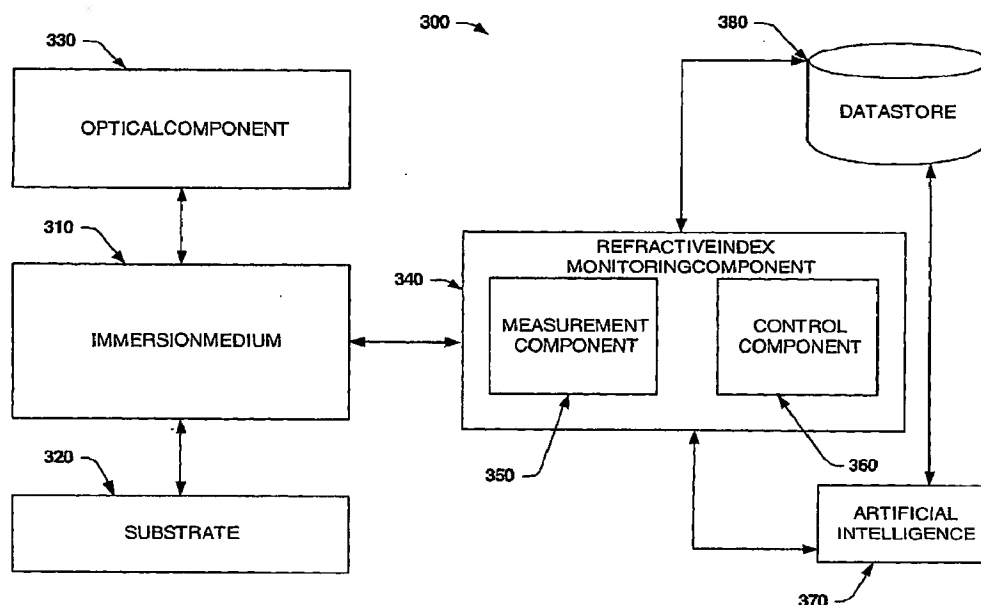 300
330
OPTICALCOMPONENT
380
DATASTORE
310
IMMERSIONMEDIUM
340
REFRACTIVEINDEX
MONITORINGCOMPONENT
MEASUREMENT
COMPONENT
CONTROL
COMPONENT
350
360
320
SUBSTRATE
ARTIFICIAL
INTELLIGENCE
370